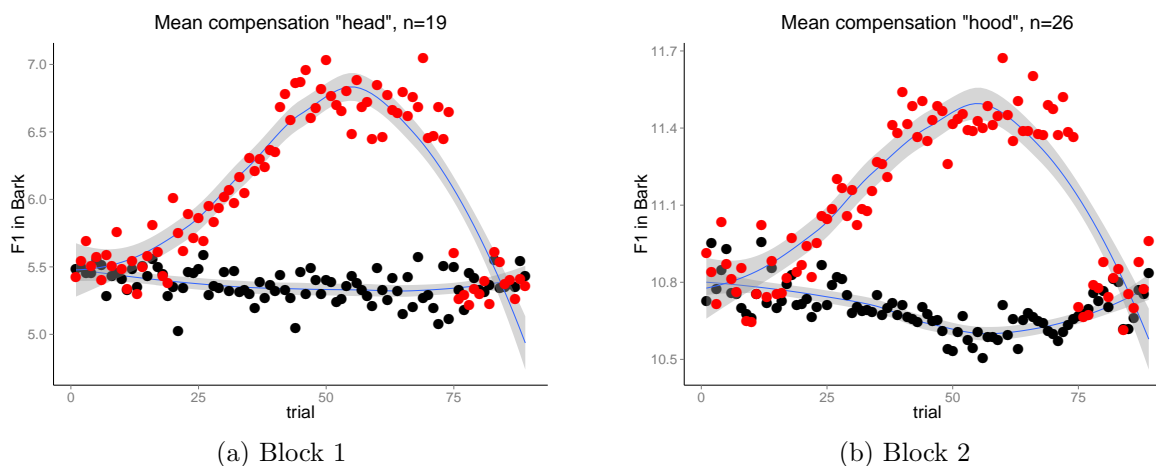 Mean compensation "head", n=19
7.0
6.5
6.0
5.5
5.0
F1 in Bark
0 25 50 75
trial
(a) Block 1
Mean compensation "hood", n=26
11.7
11.4
11.1
10.8
10.5
F1 in Bark
0 25 50 75
trial
(b) Block 2